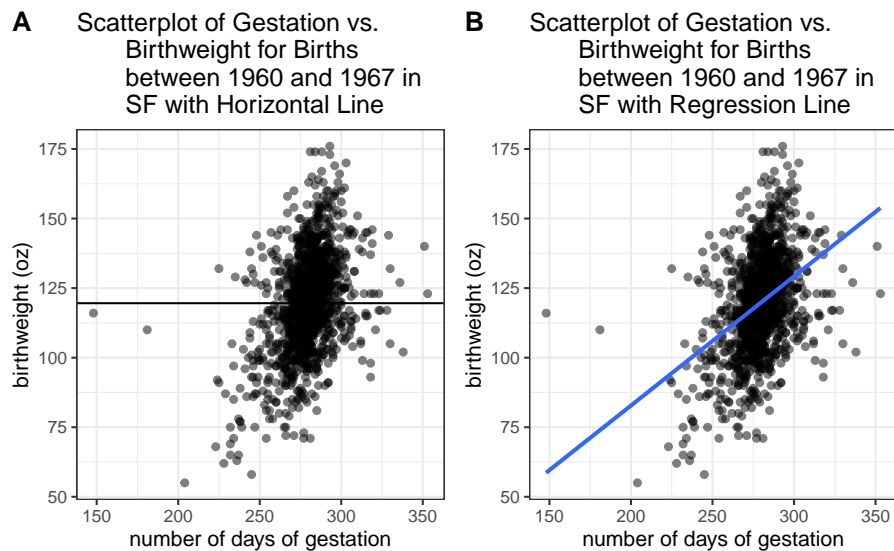 A
Scatterplot of Gestation vs.
Birthweight for Births
between 1960 and 1967 in
SF with Horizontal Line
175
150
125
100
75
50
birthweight (oz)
150 200 250 300 350
number of days of gestation
B
Scatterplot of Gestation vs.
Birthweight for Births
between 1960 and 1967 in
SF with Regression Line
175
150
125
100
75
50
birthweight (oz)
150 200 250 300 350
number of days of gestation